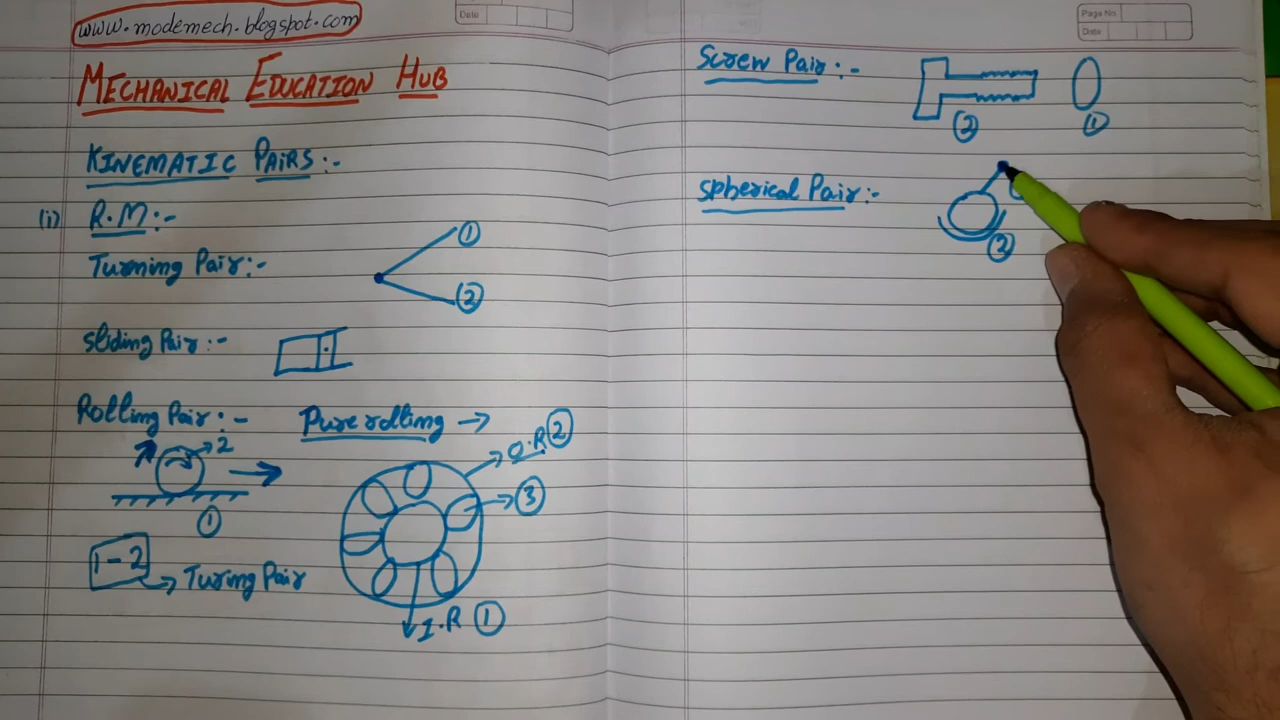 www.modemech.blogspot.com
Date
MECHANICAL EDUCATION HUB
KINEMATIC PAIRS:-
(i) R.M:-
Turning Pair:-
1
2
Sliding Pair:-
Rolling Pair:- Pure rolling →
2
1
O.R 2
3
I.R 1
1-2
→ Turing Pair
Page No.
Date
Screw Pair:-
2
1
Spherical Pair:-
2